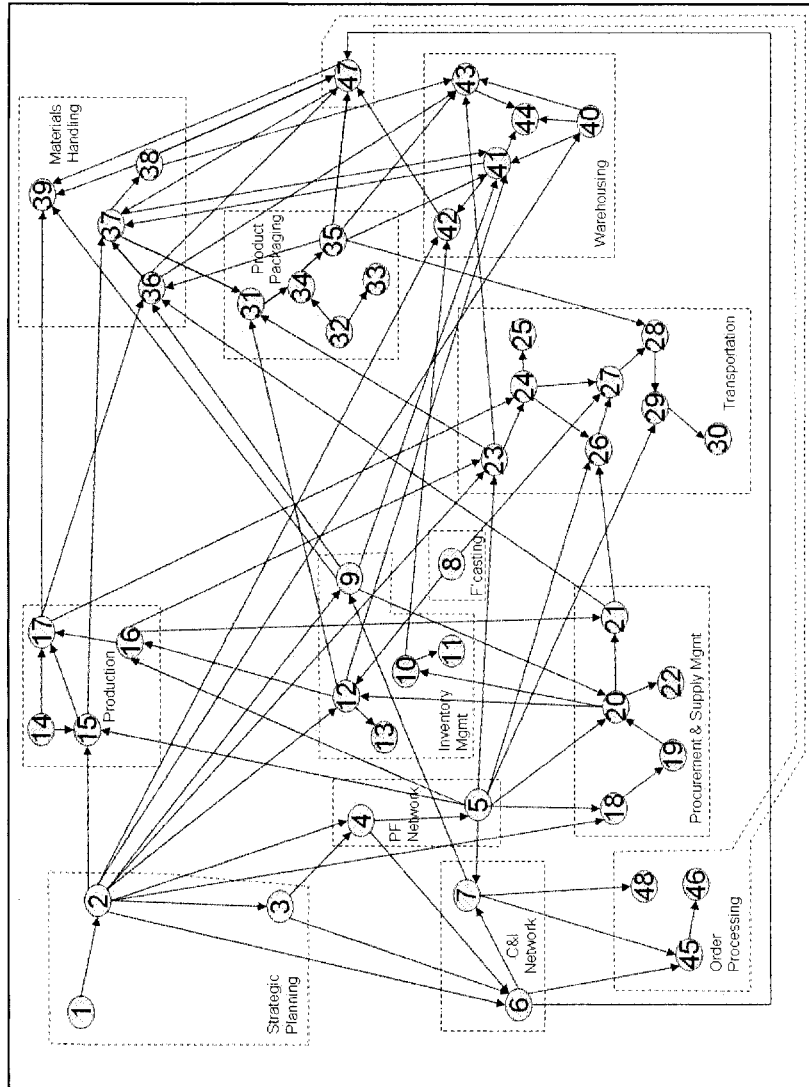 1
2
3
Strategic
Planning
14
15
16
17
Production
39
37
38
36
Materials
Handling
4
5
PF
Network
12
13
10
11
9
Inventory
Mgmt
8
F'casting
31
34
35
32
33
Product
Packaging
47
6
7
C&I
Network
23
24
25
26
27
28
29
30
Transportation
42
41
43
44
40
Warehousing
45
46
48
Order
Processing
18
19
20
21
22
Procurement & Supply Mgmt